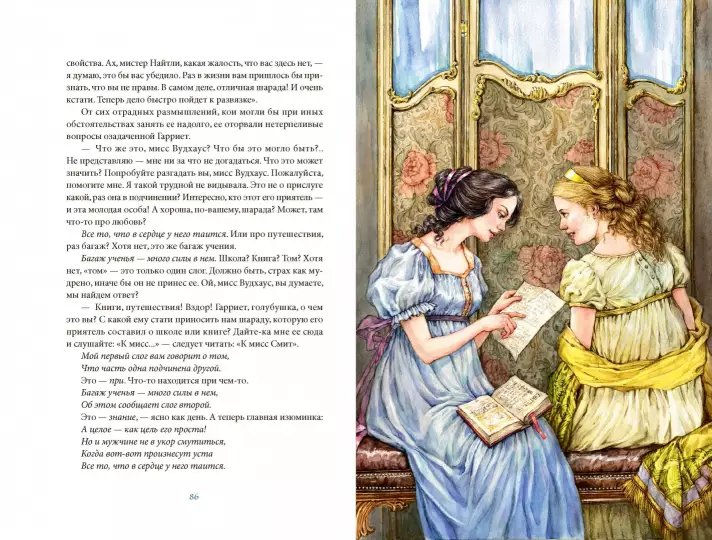 свойства. Ах, мистер Найтли, какая жалость, что вас здесь нет, —
я думаю, это бы вас убедило. Раз в жизни вам пришлось бы при-
знать, что вы не правы. В самом деле, отличная шарада! И очень
кстати. Теперь дело быстро пойдет к развязке».
От сих отрадных размышлений, кои могли бы при иных
обстоятельствах занять ее надолго, ее оторвали нетерпеливые
вопросы озадаченной Гарриет.
— Что же это, мисс Вудхаус? Что бы это могло быть?..
Не представляю — мне ни за что не догадаться. Что это может
значить? Попробуйте разгадать вы, мисс Вудхаус. Пожалуйста,
помогите мне. Я такой трудной не видывала. Это не о прислуге
какой, раз она в подчинении? Интересно, кто этот его приятель —
и эта молодая особа! А хороша, по-вашему, шарада? Может, там
что-то про любовь?
Все то, что в сердце у него таится. Или про путешествия,
раз багаж? Хотя нет, это же багаж учения.
Багаж ученья — много силы в нем. Школа? Книга? Том? Хотя
нет, «том» — это только один слог. Должно быть, страх как му-
дрено, иначе бы он не принес ее. Ой, мисс Вудхаус, вы думаете,
мы найдем ответ?
— Книги, путешествия! Вздор! Гарриет, голубушка, о чем
это вы? С какой ему стати приносить нам шараду, которую его
приятель составил о школе или книге? Дайте-ка мне ее сюда
и слушайте: «К мисс...» — следует читать: «К мисс Смит».
Мой первый слог вам говорит о том,
Что часть одна подчинена другой.
Это — при. Что-то находится при чем-то.
Багаж ученья — много силы в нем,
Об этом сообщает слог второй.
Это — знание, — ясно как день. А теперь главная изюминка:
А целое — как цель его проста!
Но и мужчине не в укор смутиться,
Когда вот-вот произнесут уста
Все то, что в сердце у него таится.
86